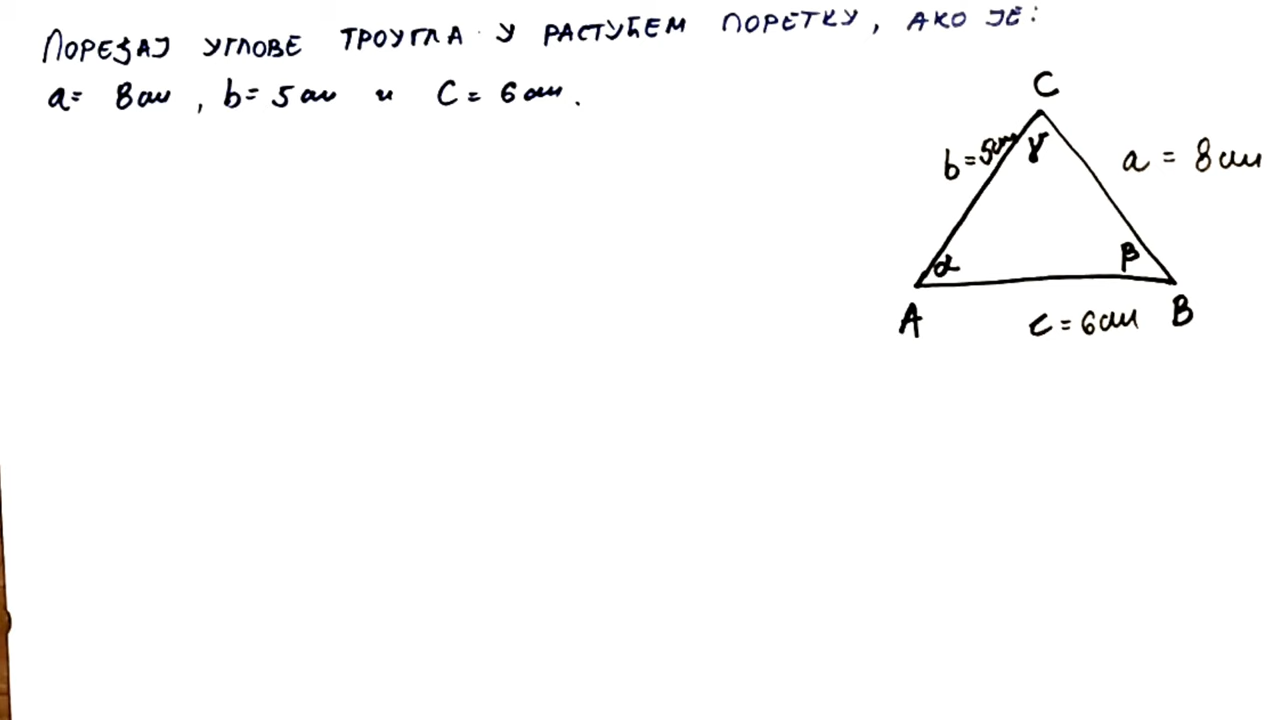 ПОРЕЂАЈ УГЛОВЕ ТРОУГЛА У РАСТУЋЕМ ПОРЕТКУ, АКО ЈЕ:
a= 8cm, b= 5cm и C= 6cm.
C
b=5cm
γ
a = 8cm
α
β
A
c=6cm
B